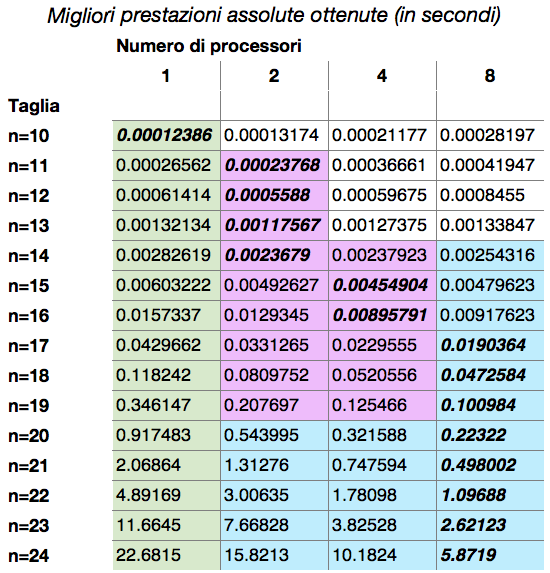 Migliori prestazioni assolute ottenute (in secondi)
Numero di processori
1 2 4 8
Taglia
n=10 0.00012386 0.00013174 0.00021177 0.00028197
n=11 0.00026562 0.00023768 0.00036661 0.00041947
n=12 0.00061414 0.0005588 0.00059675 0.0008455
n=13 0.00132134 0.00117567 0.00127375 0.00133847
n=14 0.00282619 0.0023679 0.00237923 0.00254316
n=15 0.00603222 0.00492627 0.00454904 0.00479623
n=16 0.0157337 0.0129345 0.00895791 0.00917623
n=17 0.0429662 0.0331265 0.0229555 0.0190364
n=18 0.118242 0.0809752 0.0520556 0.0472584
n=19 0.346147 0.207697 0.125466 0.100984
n=20 0.917483 0.543995 0.321588 0.22322
n=21 2.06864 1.31276 0.747594 0.498002
n=22 4.89169 3.00635 1.78098 1.09688
n=23 11.6645 7.66828 3.82528 2.62123
n=24 22.6815 15.8213 10.1824 5.8719